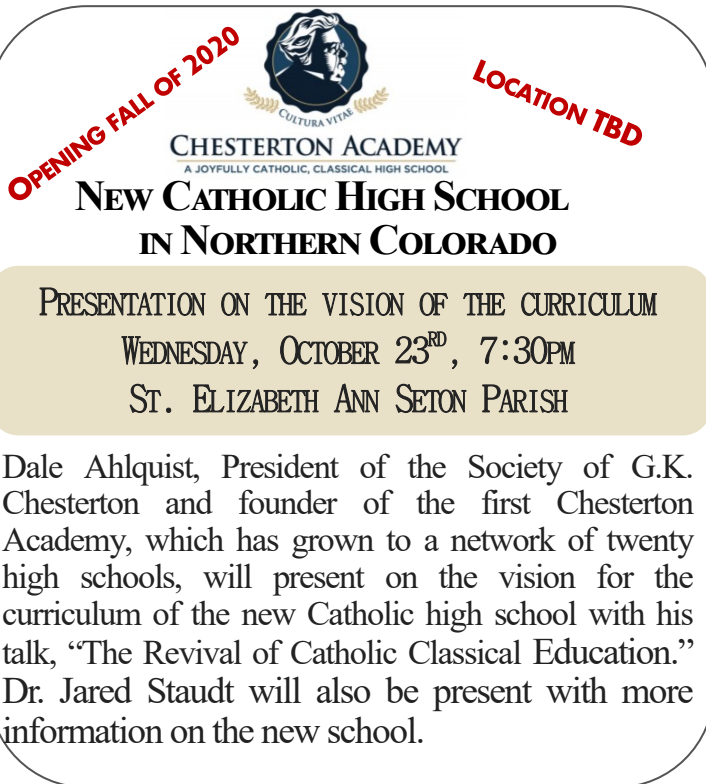 OPENING FALL OF 2020
LOCATION TBD
CULTURA VITAE
CHESTERTON ACADEMY
A JOYFULLY CATHOLIC, CLASSICAL HIGH SCHOOL
NEW CATHOLIC HIGH SCHOOL
IN NORTHERN COLORADO
PRESENTATION ON THE VISION OF THE CURRICULUM
WEDNESDAY, OCTOBER 23RD, 7:30PM
ST. ELIZABETH ANN SETON PARISH
Dale Ahlquist, President of the Society of G.K.
Chesterton and founder of the first Chesterton
Academy, which has grown to a network of twenty
high schools, will present on the vision for the
curriculum of the new Catholic high school with his
talk, “The Revival of Catholic Classical Education.”
Dr. Jared Staudt will also be present with more
information on the new school.